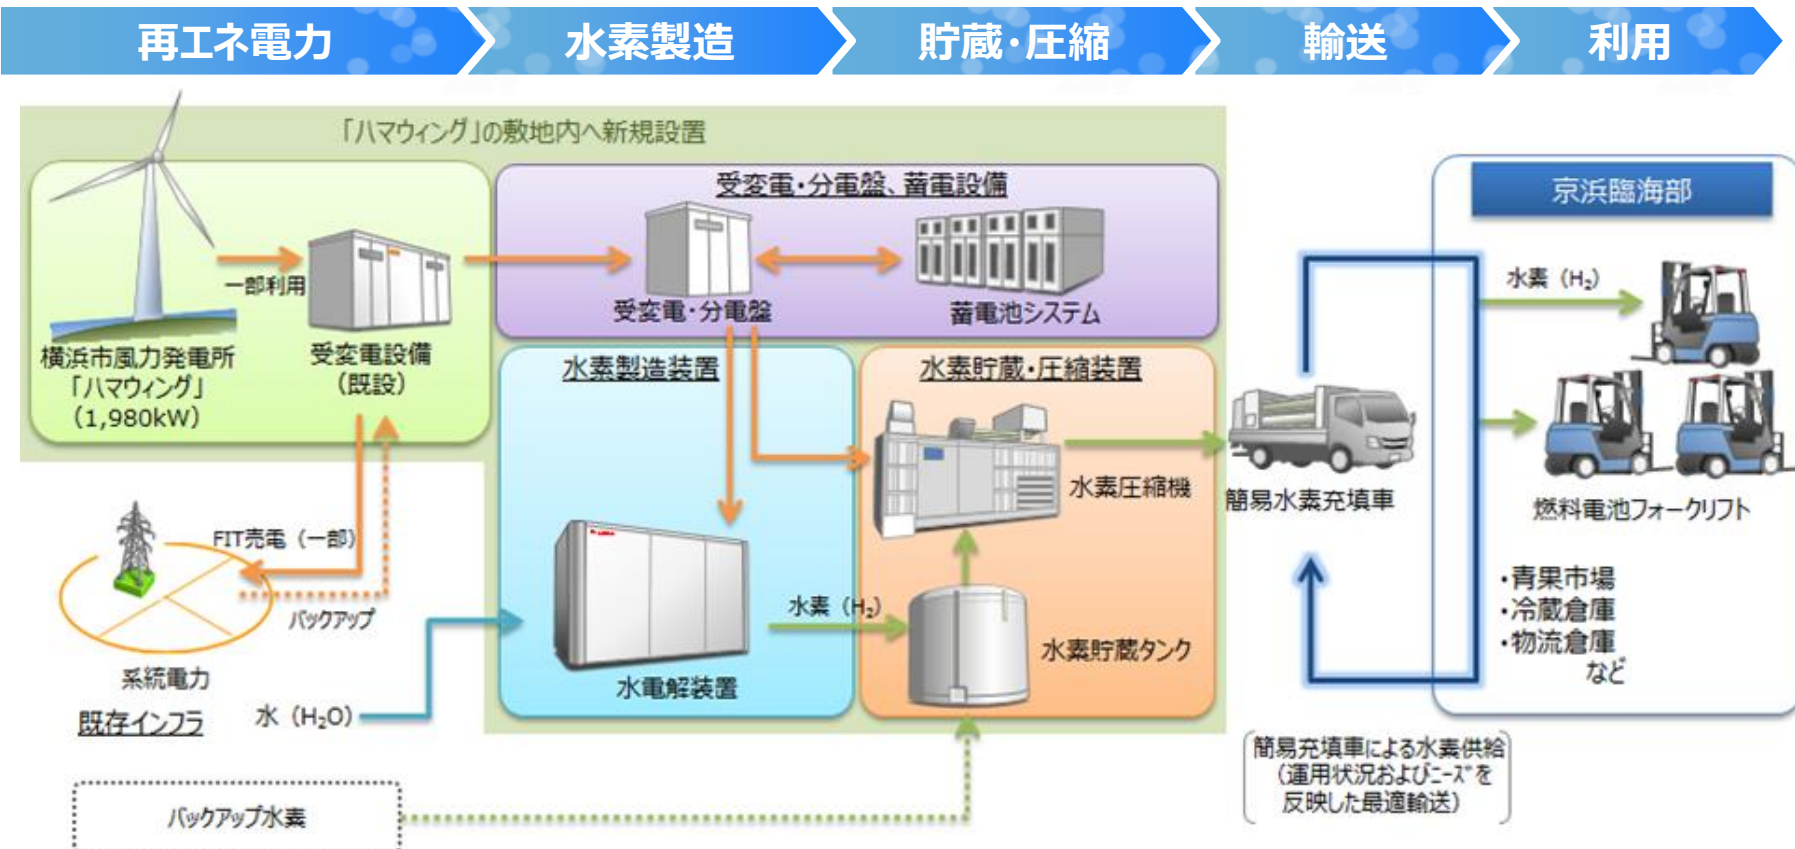 再エネ電力
水素製造
貯蔵・圧縮
輸送
利用
「ハマウィング」の敷地内へ新規設置
受変電・分電盤、蓄電設備
京浜臨海部
一部利用
受変電・分電盤
蓄電池システム
水素（H₂）
横浜市風力発電所
「ハマウィング」
（1,980kW）
受変電設備
（既設）
水素製造装置
水素貯蔵・圧縮装置
水素圧縮機
簡易水素充填車
燃料電池フォークリフト
FIT売電（一部）
バックアップ
水素（H₂）
水素貯蔵タンク
・青果市場
・冷蔵倉庫
・物流倉庫
など
系統電力
既存インフラ
水（H₂O）
水電解装置
簡易充填車による水素供給
（運用状況およびニーズを
反映した最適輸送）
バックアップ水素